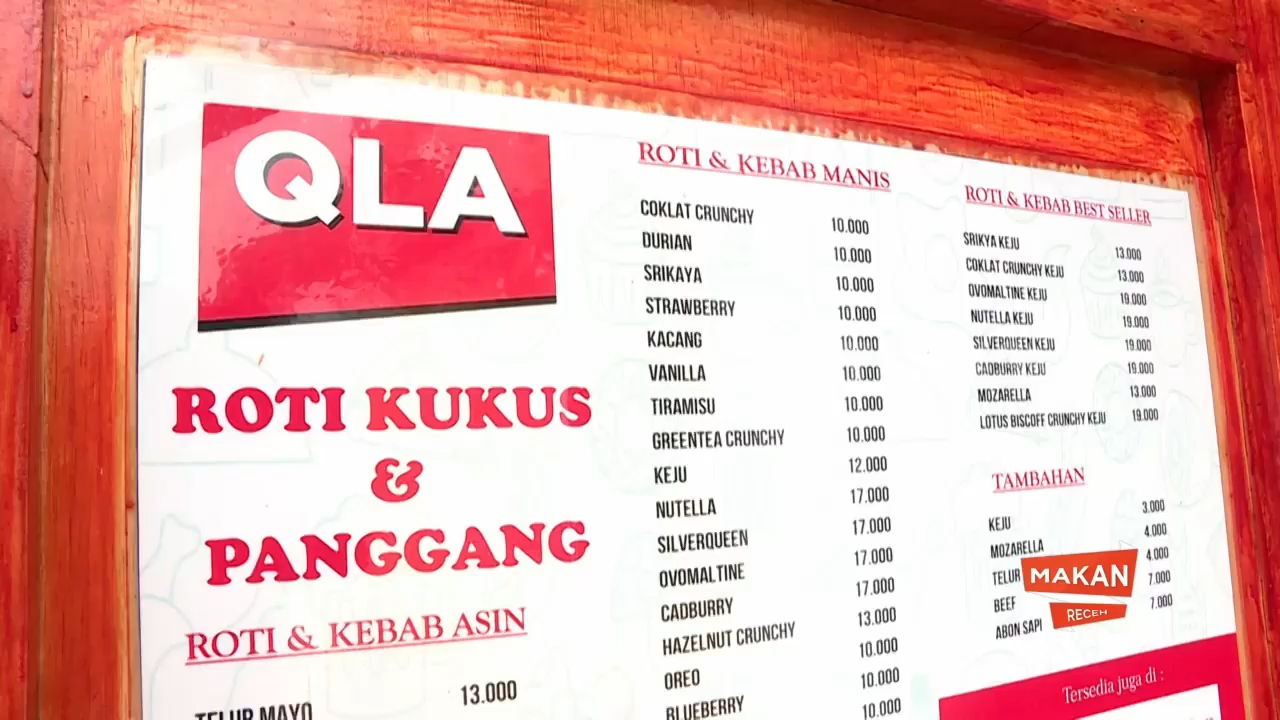 QLA
ROTI KUKUS
&
PANGGANG
ROTI & KEBAB ASIN
TELUR MAYO 13.000
ROTI & KEBAB MANIS
COKLAT CRUNCHY 10.000
DURIAN 10.000
SRIKAYA 10.000
STRAWBERRY 10.000
KACANG 10.000
VANILLA 10.000
TIRAMISU 10.000
GREENTEA CRUNCHY 10.000
KEJU 12.000
NUTELLA 17.000
SILVERQUEEN 17.000
OVOMALTINE 17.000
CADBURRY 17.000
HAZELNUT CRUNCHY 13.000
OREO 10.000
BLUEBERRY 10.000
10.000
ROTI & KEBAB BEST SELLER
SRIKYA KEJU 13.000
COKLAT CRUNCHY KEJU 13.000
OVOMALTINE KEJU 19.000
NUTELLA KEJU 19.000
SILVERQUEEN KEJU 19.000
CADBURRY KEJU 19.000
MOZARELLA 13.000
LOTUS BISCOFF CRUNCHY KEJU 19.000
TAMBAHAN
KEJU 3.000
MOZARELLA 4.000
TELUR 4.000
BEEF 7.000
ABON SAPI 7.000
MAKAN
RECEH
Tersedia juga di :